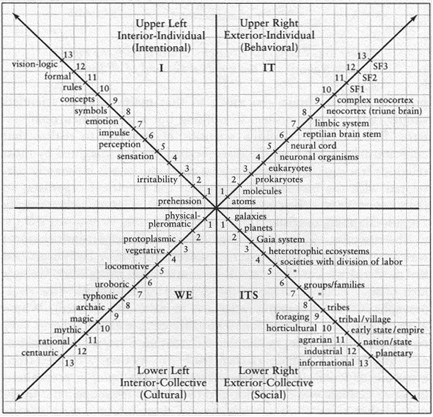 Upper Left
Interior-Individual
(Intentional)
I
13
vision-logic
12
formal
11
rules
10
concepts
9
symbols
8
emotion
7
impulse
6
perception
5
sensation
4
3
irritability
2
1
prehension
Upper Right
Exterior-Individual
(Behavioral)
IT
13
SF3
12
SF2
11
SF1
10
complex neocortex
9
neocortex (triune brain)
8
limbic system
7
reptilian brain stem
6
neural cord
5
neuronal organisms
4
eukaryotes
3
prokaryotes
2
molecules
1
atoms
physical-
pleromatic
1
protoplasmic
2
vegetative
3
4
locomotive
5
uroboric
6
typhonic
7
archaic
8
magic
9
mythic
10
rational
11
centauric
12
13
WE
Lower Left
Interior-Collective
(Cultural)
1
galaxies
planets
2
Gaia system
3
heterotrophic ecosystems
4
societies with division of labor
5
"
6
groups/families
7
"
8
tribes
foraging 9
tribal/village
horticultural 10
early state/empire
agrarian 11
nation/state
industrial 12
planetary
informational 13
ITS
Lower Right
Exterior-Collective
(Social)